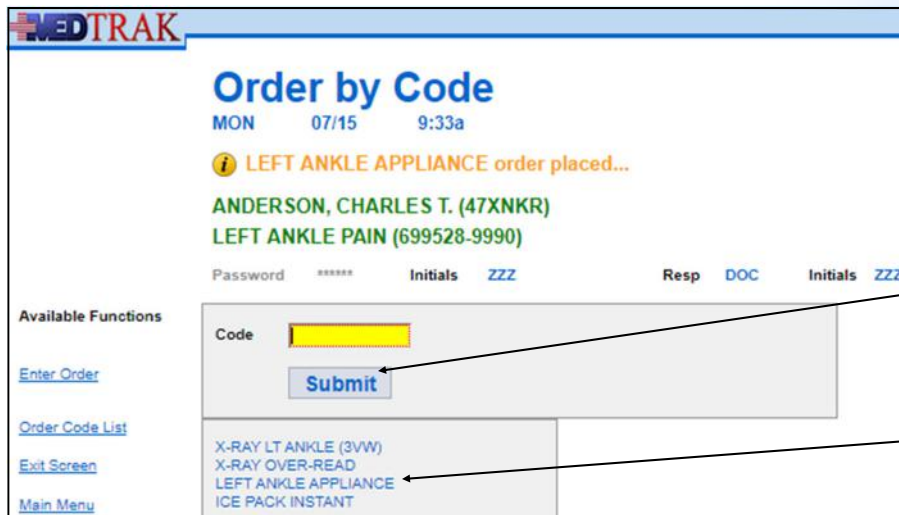 MEDTRAK
Order by Code
MON 07/15 9:33a
i LEFT ANKLE APPLIANCE order placed...
ANDERSON, CHARLES T. (47XNKR)
LEFT ANKLE PAIN (699528-9990)
Password ****** Initials ZZZ Resp DOC Initials ZZZ
Available Functions
Code
Enter Order
Submit
Order Code List
X-RAY LT ANKLE (3VW)
Exit Screen
X-RAY OVER-READ
LEFT ANKLE APPLIANCE
Main Menu
ICE PACK INSTANT